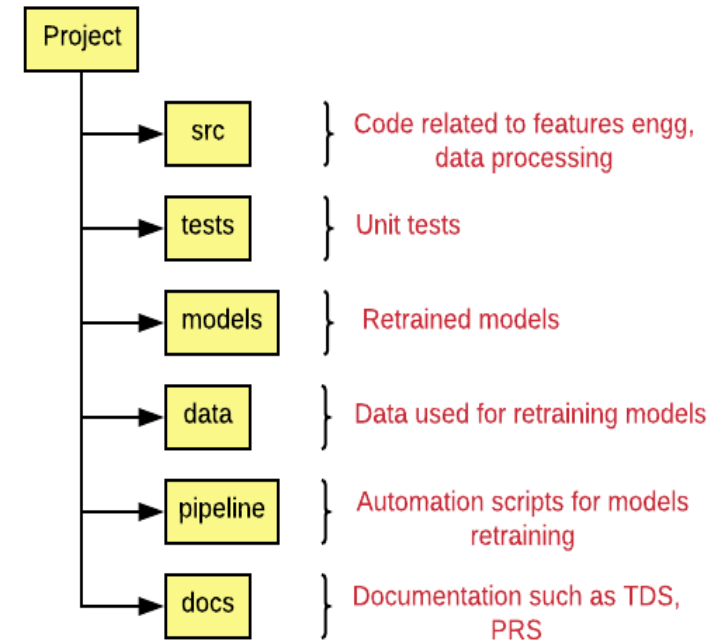 Project
src
Code related to features engg,
data processing
tests
Unit tests
models
Retrained models
data
Data used for retraining models
pipeline
Automation scripts for models
retraining
docs
Documentation such as TDS,
PRS